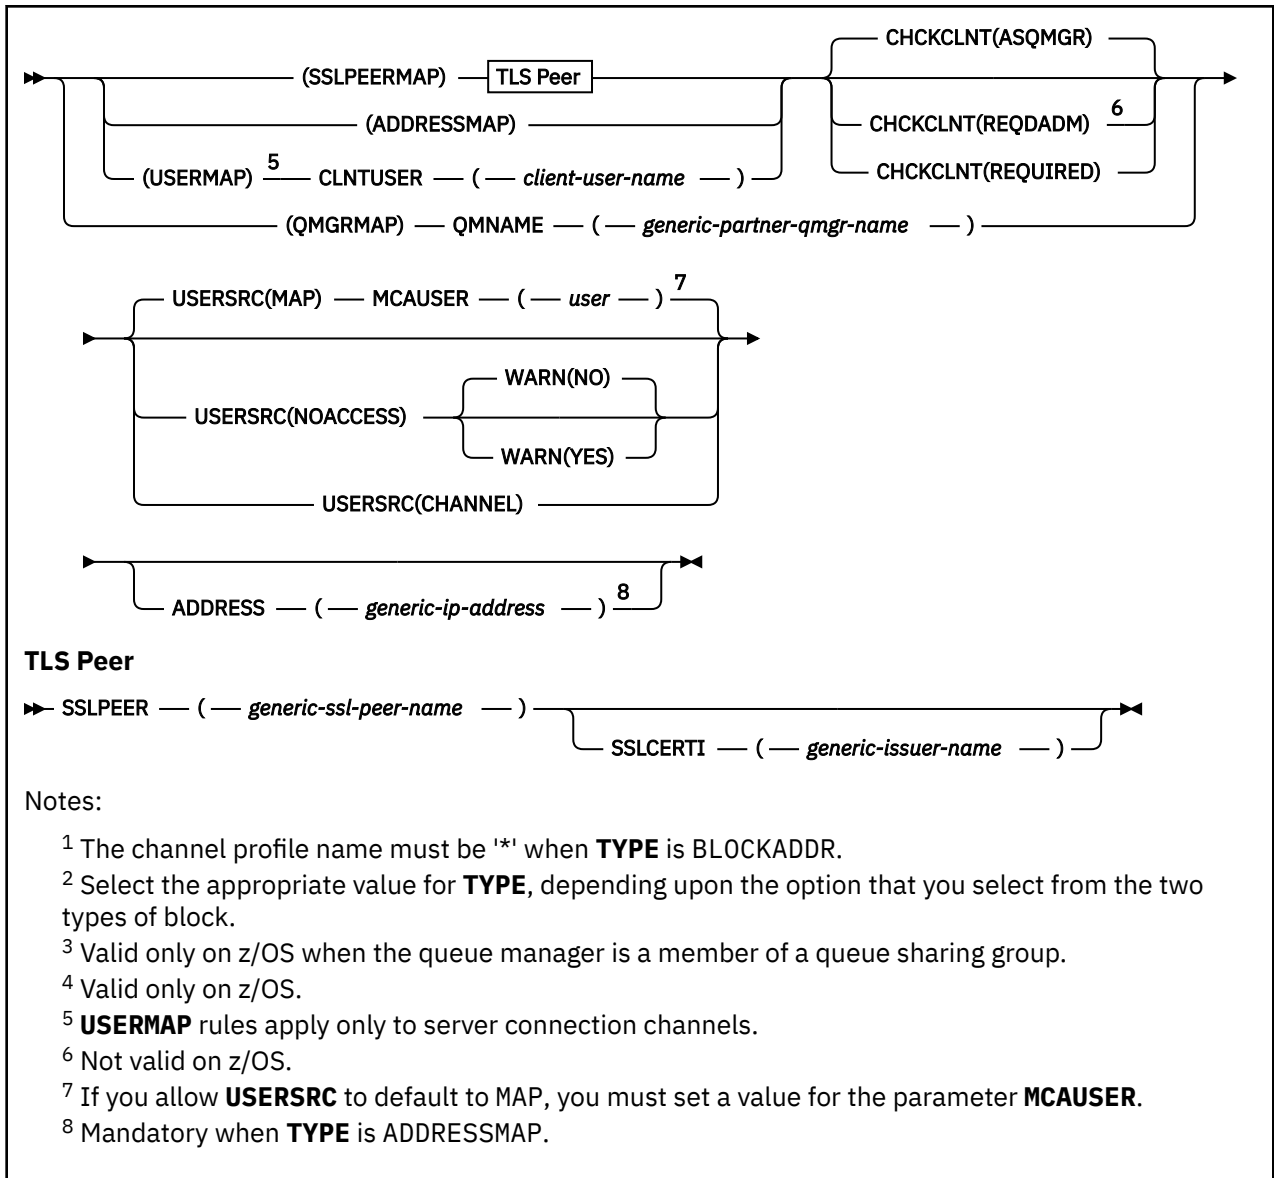 CHCKCLNT(ASQMGR)
(SSLPEERMAP) TLS Peer
(ADDRESSMAP) CHCKCLNT(REQDADM) 6
(USERMAP) 5 CLNTUSER ( client-user-name ) CHCKCLNT(REQUIRED)
(QMGRMAP) QMNAME ( generic-partner-qmgr-name )
USERSRC(MAP) MCAUSER ( user ) 7
WARN(NO)
USERSRC(NOACCESS)
WARN(YES)
USERSRC(CHANNEL)
ADDRESS ( generic-ip-address ) 8
TLS Peer
SSLPEER ( generic-ssl-peer-name )
SSLCERTI ( generic-issuer-name )
Notes:
1 The channel profile name must be '*' when TYPE is BLOCKADDR.
2 Select the appropriate value for TYPE, depending upon the option that you select from the two
types of block.
3 Valid only on z/OS when the queue manager is a member of a queue sharing group.
4 Valid only on z/OS.
5 USERMAP rules apply only to server connection channels.
6 Not valid on z/OS.
7 If you allow USERSRC to default to MAP, you must set a value for the parameter MCAUSER.
8 Mandatory when TYPE is ADDRESSMAP.